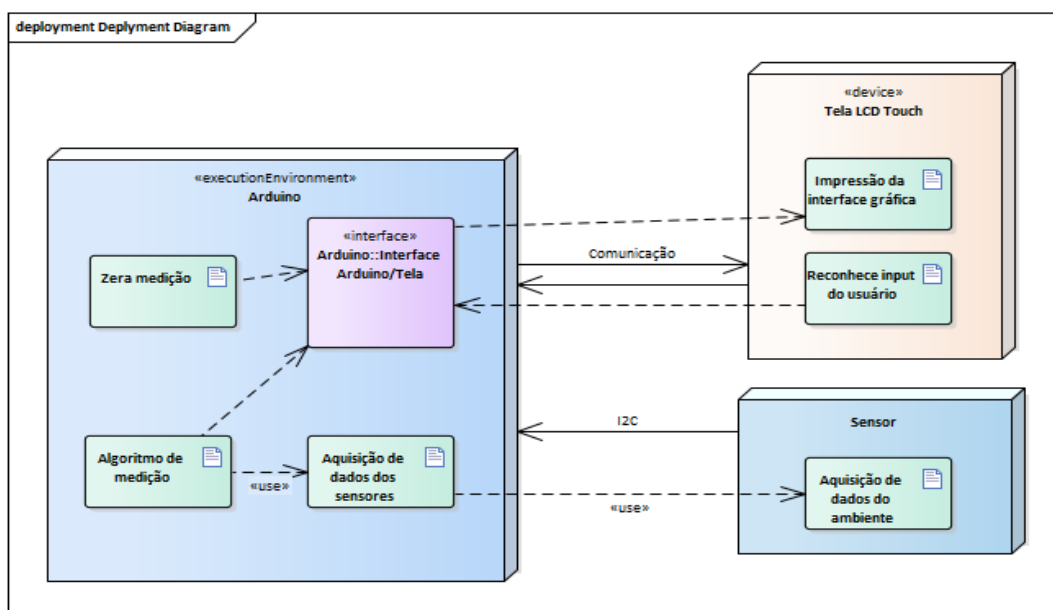 deployment Deplyment Diagram
«executionEnvironment»
Arduino
«interface»
Arduino::Interface
Arduino/Tela
Zera medição
Algoritmo de
medição
«use»
Aquisição de
dados dos
sensores
Comunicação
I2C
«use»
«device»
Tela LCD Touch
Impressão da
interface gráfica
Reconhece input
do usuário
Sensor
Aquisição de
dados do
ambiente